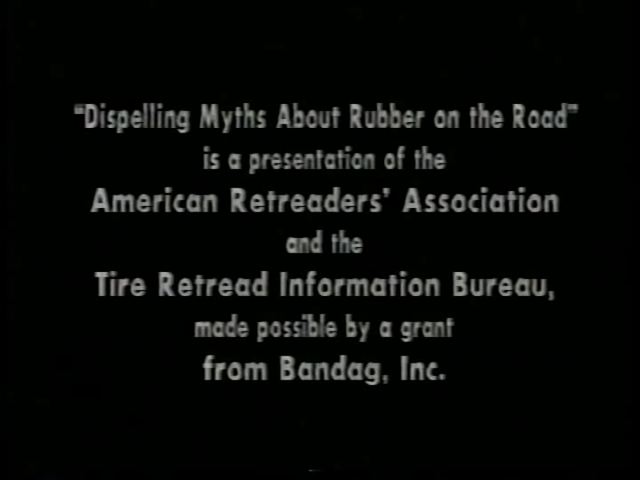 "Dispelling Myths About Rubber on the Road"
is a presentation of the
American Retreaders' Association
and the
Tire Retread Information Bureau,
made possible by a grant
from Bandag, Inc.